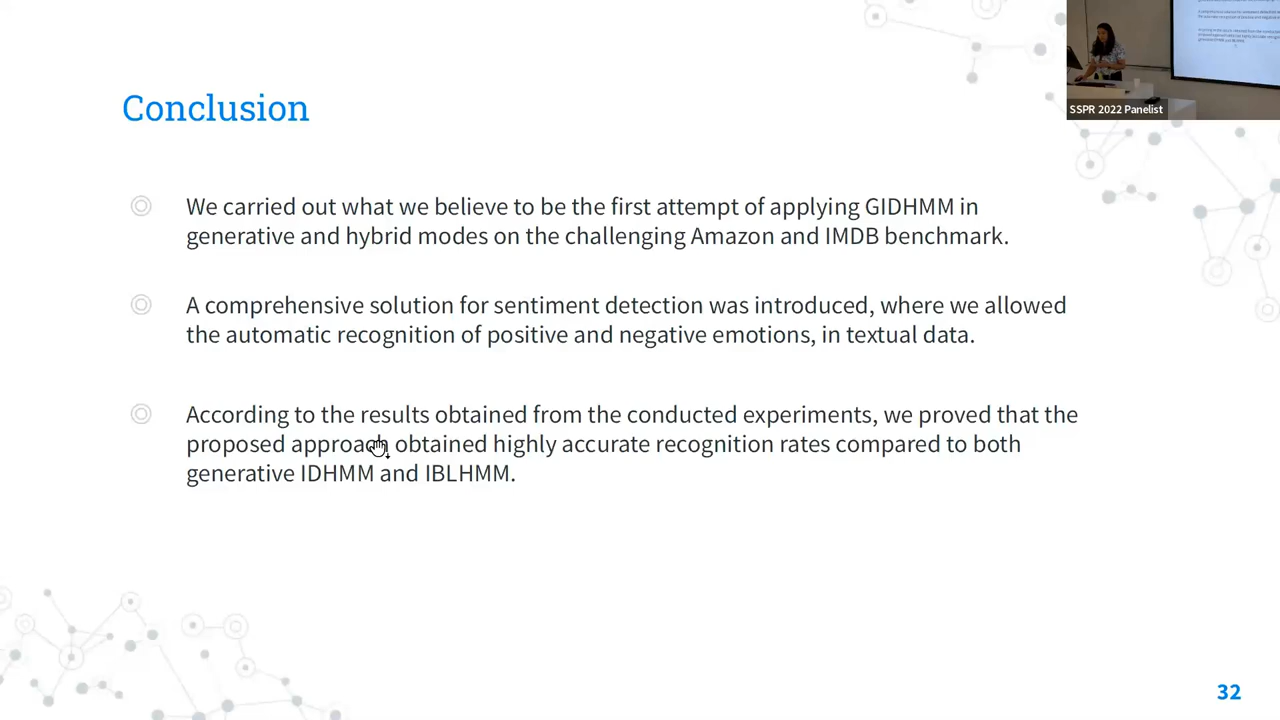 Conclusion
We carried out what we believe to be the first attempt of applying GIDHMM in
generative and hybrid modes on the challenging Amazon and IMDB benchmark.
A comprehensive solution for sentiment detection was introduced, where we allowed
the automatic recognition of positive and negative emotions, in textual data.
According to the results obtained from the conducted experiments, we proved that the
proposed approach obtained highly accurate recognition rates compared to both
generative IDHMM and IBLHMM.
32
SSPR 2022 Panelist